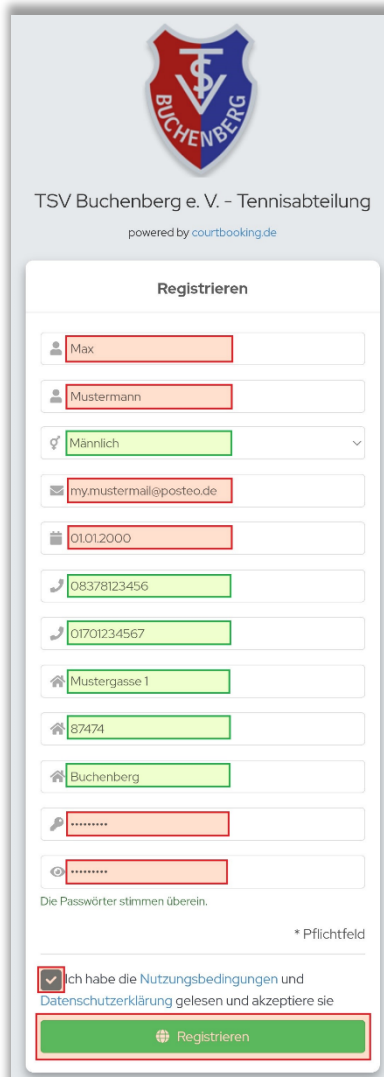 TSV
BUCHENBERG
TSV Buchenberg e. V. - Tennisabteilung
powered by courtbooking.de
Registrieren
Max
Mustermann
Männlich
my.mustermail@posteo.de
01.01.2000
08378123456
01701234567
Mustergasse 1
87474
Buchenberg
•••••••••
•••••••••
Die Passwörter stimmen überein.
* Pflichtfeld
Ich habe die Nutzungsbedingungen und
Datenschutzerklärung gelesen und akzeptiere sie
Registrieren